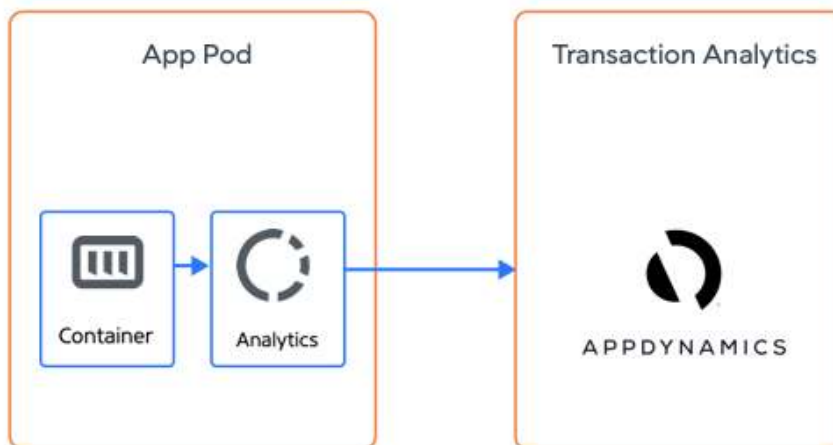 App Pod
Transaction Analytics
Container
Analytics
APPDYNAMICS